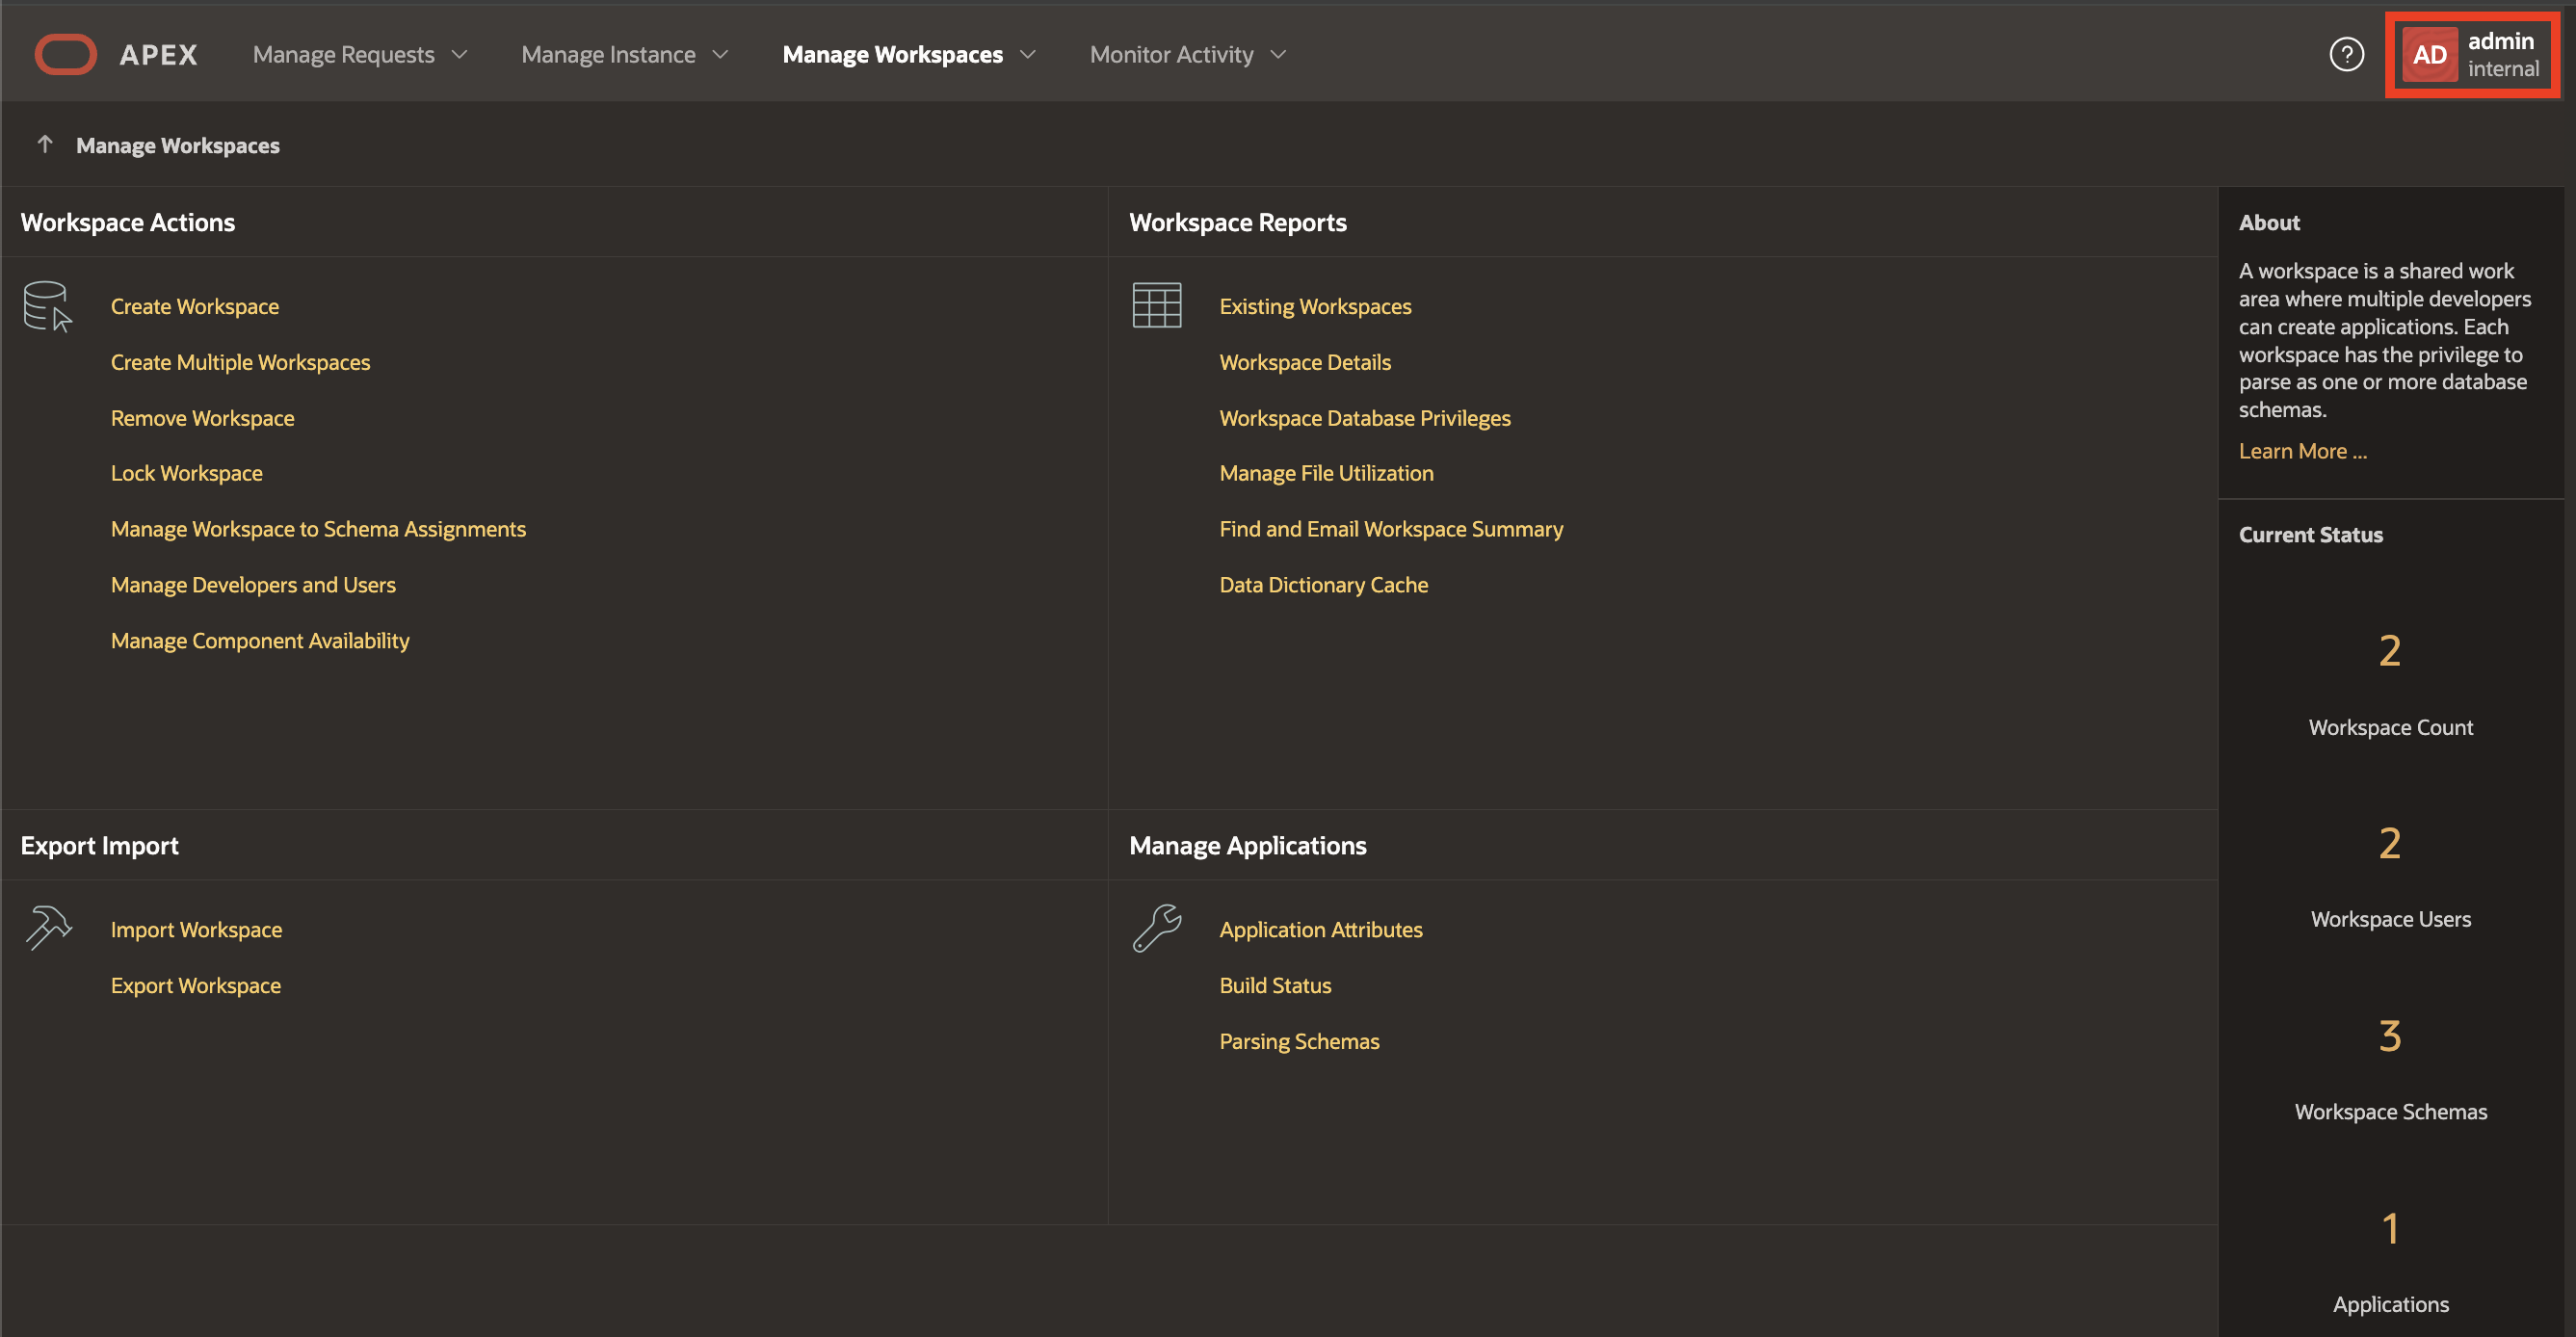 APEX Manage Requests Manage Instance Manage Workspaces Monitor Activity ? AD admin
internal
Manage Workspaces
Workspace Actions
Create Workspace
Create Multiple Workspaces
Remove Workspace
Lock Workspace
Manage Workspace to Schema Assignments
Manage Developers and Users
Manage Component Availability
Workspace Reports
Existing Workspaces
Workspace Details
Workspace Database Privileges
Manage File Utilization
Find and Email Workspace Summary
Data Dictionary Cache
Export Import
Import Workspace
Export Workspace
Manage Applications
Application Attributes
Build Status
Parsing Schemas
About
A workspace is a shared work
area where multiple developers
can create applications. Each
workspace has the privilege to
parse as one or more database
schemas.
Learn More ...
Current Status
2
Workspace Count
2
Workspace Users
3
Workspace Schemas
1
Applications